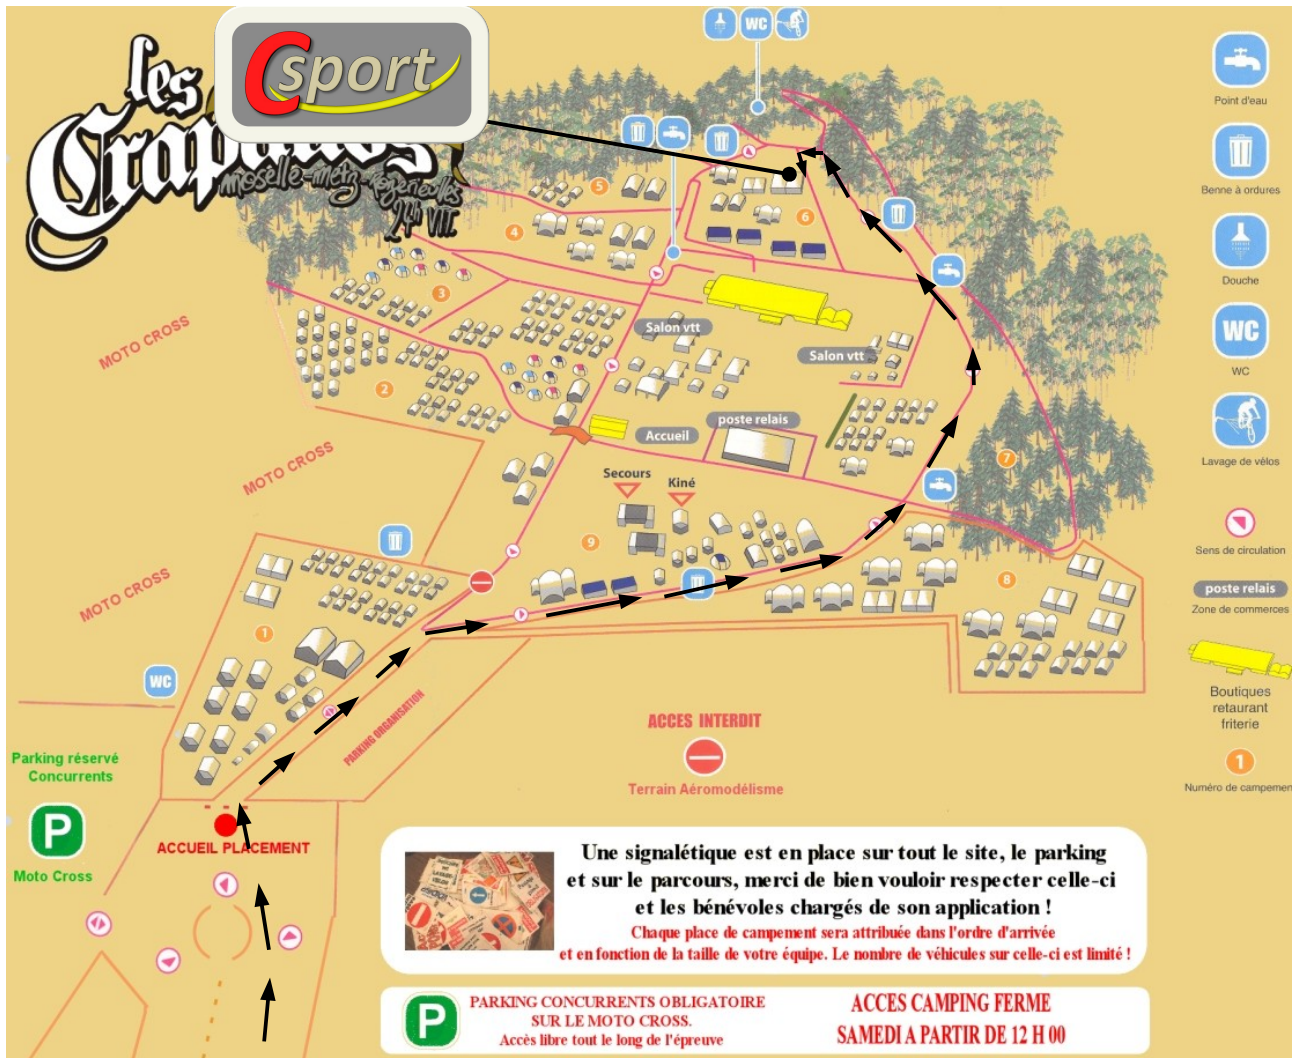 les
Crapauds
moselle-metz-Rozerieulles
24h VTT
Csport
WC
5
4
6
3
2
Salon vtt
Salon vtt
poste relais
Accueil
Secours
Kiné
7
9
8
1
MOTO CROSS
MOTO CROSS
MOTO CROSS
WC
PARKING ORGANISATION
ACCES INTERDIT
Terrain Aéromodélisme
Parking réservé
Concurrents
P
Moto Cross
ACCUEIL PLACEMENT
Point d'eau
Benne à ordures
Douche
WC
WC
Lavage de vélos
Sens de circulation
poste relais
Zone de commerces
Boutiques
retaurant
friterie
1
Numéro de campement
Une signalétique est en place sur tout le site, le parking
et sur le parcours, merci de bien vouloir respecter celle-ci
et les bénévoles chargés de son application !
Chaque place de campement sera attribuée dans l'ordre d'arrivée
et en fonction de la taille de votre équipe. Le nombre de véhicules sur celle-ci est limité !
P
PARKING CONCURRENTS OBLIGATOIRE
SUR LE MOTO CROSS.
Accès libre tout le long de l'épreuve
ACCES CAMPING FERME
SAMEDI A PARTIR DE 12 H 00